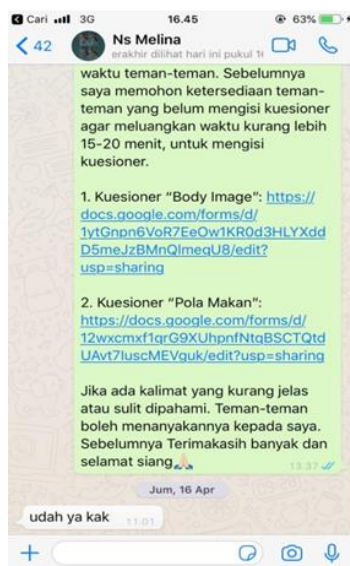 Cari 3G 16.45 63%
42 Ns Melina
erakhir dilihat hari ini pukul
waktu teman-teman. Sebelumnya
saya memohon ketersediaan teman-
teman yang belum mengisi kuesioner
agar meluangkan waktu kurang lebih
15-20 menit, untuk mengisi
kuesioner.
1. Kuesioner “Body Image”: https://
docs.google.com/forms/d/
1ytGnpn6VoR7EeOw1KR0d3HLYXdd
D5meJzBMnQlmeqU8/edit?
usp=sharing
2. Kuesioner “Pola Makan”:
https://docs.google.com/forms/d/
12wxcmxf1qrG9XUhpnfNtqBSCTQtd
UAvt7IuscMEVguk/edit?usp=sharing
Jika ada kalimat yang kurang jelas
atau sulit dipahami. Teman-teman
boleh menanyakannya kepada saya.
Sebelumnya Terimakasih banyak dan
selamat siang🙏🏻 13.37
Jum, 16 Apr
udah ya kak 11.01